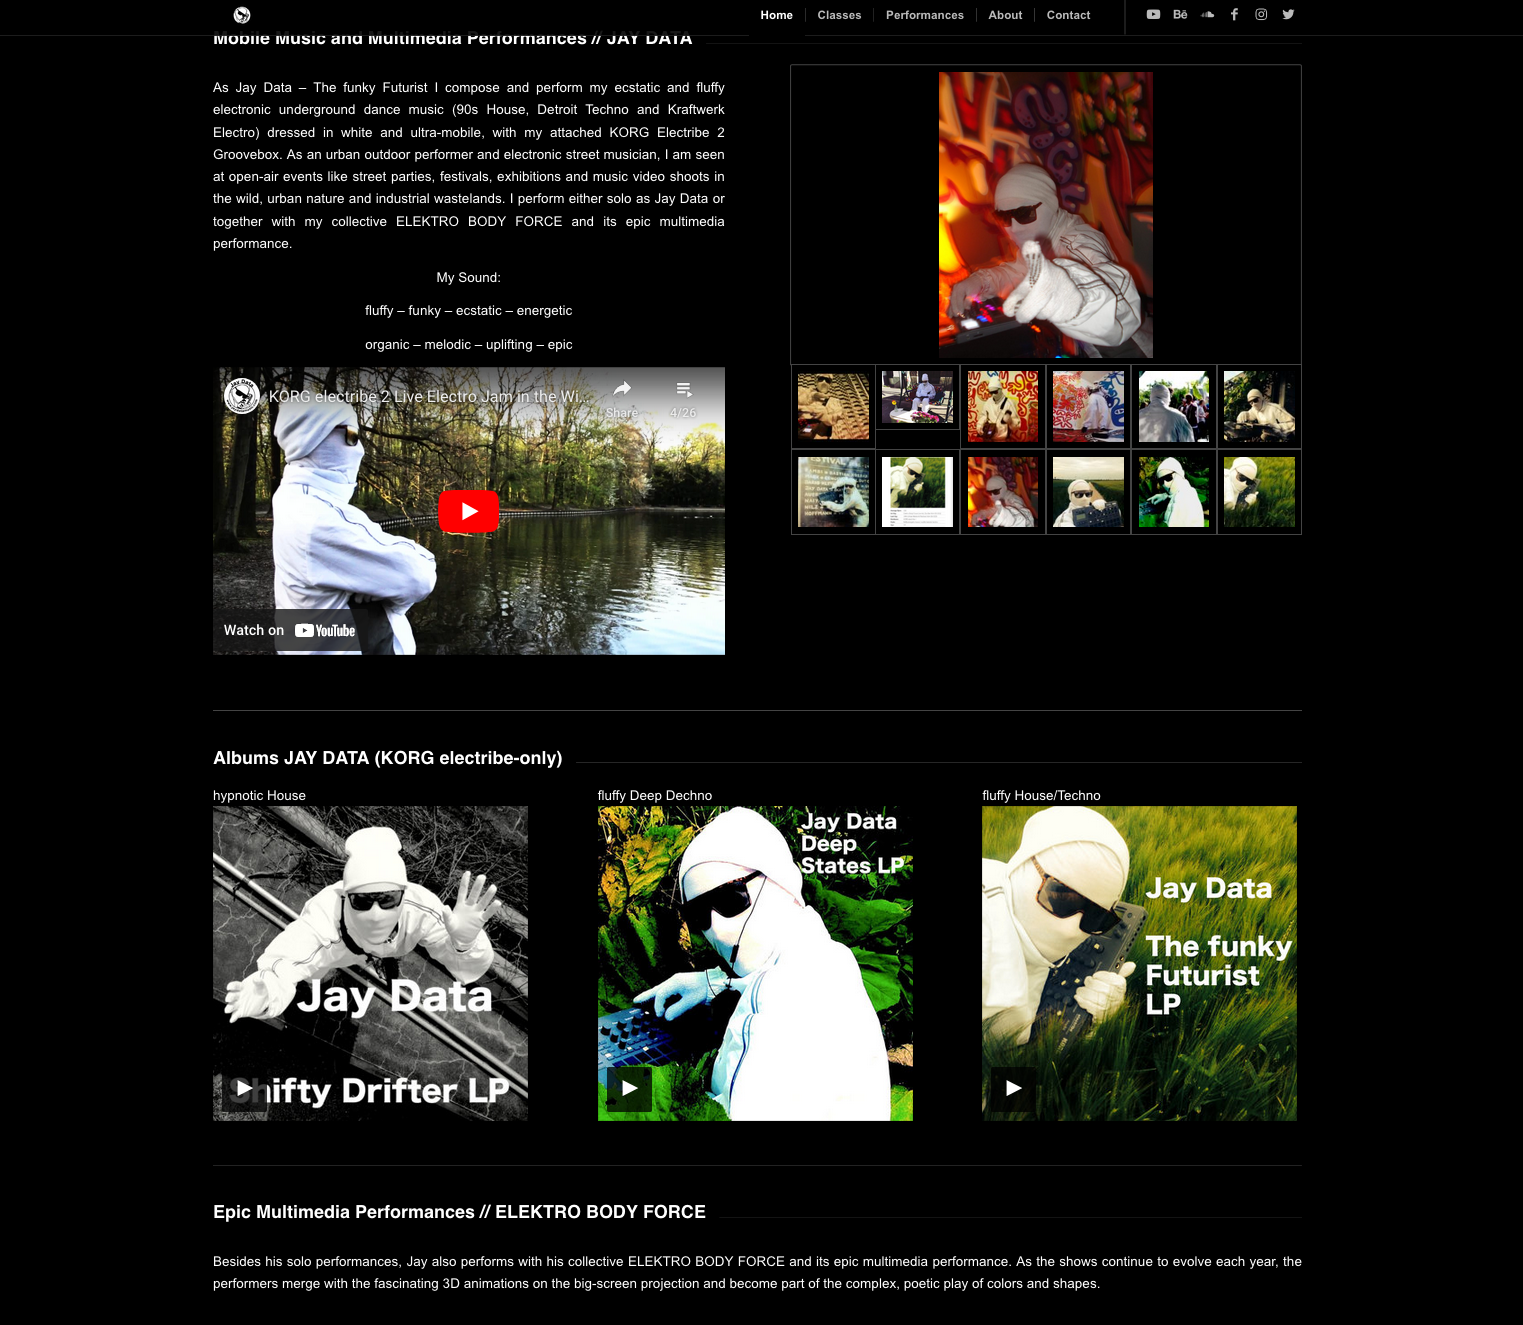 Home
Classes
Performances
About
Contact
Bē
Mobile Music and Multimedia Performances // JAY DATA
As Jay Data – The funky Futurist I compose and perform my ecstatic and fluffy
electronic underground dance music (90s House, Detroit Techno and Kraftwerk
Electro) dressed in white and ultra-mobile, with my attached KORG Electribe 2
Groovebox. As an urban outdoor performer and electronic street musician, I am seen
at open-air events like street parties, festivals, exhibitions and music video shoots in
the wild, urban nature and industrial wastelands. I perform either solo as Jay Data or
together with my collective ELEKTRO BODY FORCE and its epic multimedia
performance.
My Sound:
fluffy – funky – ecstatic – energetic
organic – melodic – uplifting – epic
KORG electribe 2 Live Electro Jam in the Wi...
Share
4/26
Watch on YouTube
Albums JAY DATA (KORG electribe-only)
hypnotic House
Jay Data
Shifty Drifter LP
fluffy Deep Dechno
Jay Data
Deep
States LP
fluffy House/Techno
Jay Data
The funky
Futurist
LP
Epic Multimedia Performances // ELEKTRO BODY FORCE
Besides his solo performances, Jay also performs with his collective ELEKTRO BODY FORCE and its epic multimedia performance. As the shows continue to evolve each year, the
performers merge with the fascinating 3D animations on the big-screen projection and become part of the complex, poetic play of colors and shapes.